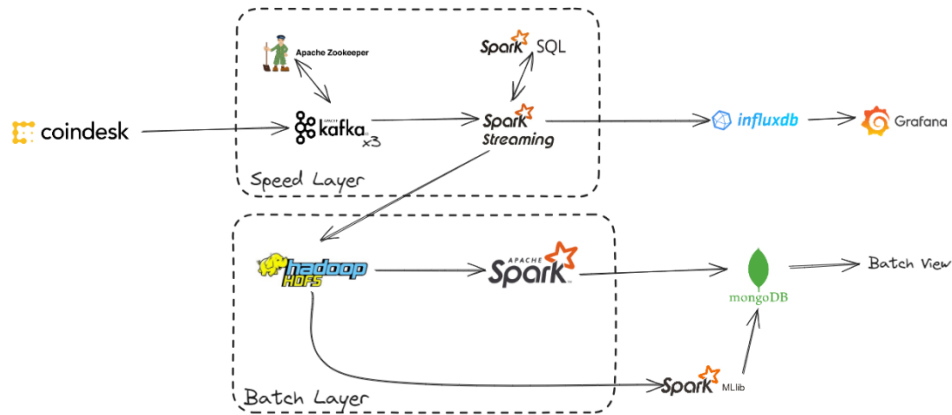 Apache Zookeeper
Spark SQL
coindesk
APACHE
kafka
x3
Spark
Streaming
influxdb
Grafana
Speed Layer
hadoop
HDFS
APACHE
Spark
mongoDB
Batch View
Spark MLlib
Batch Layer